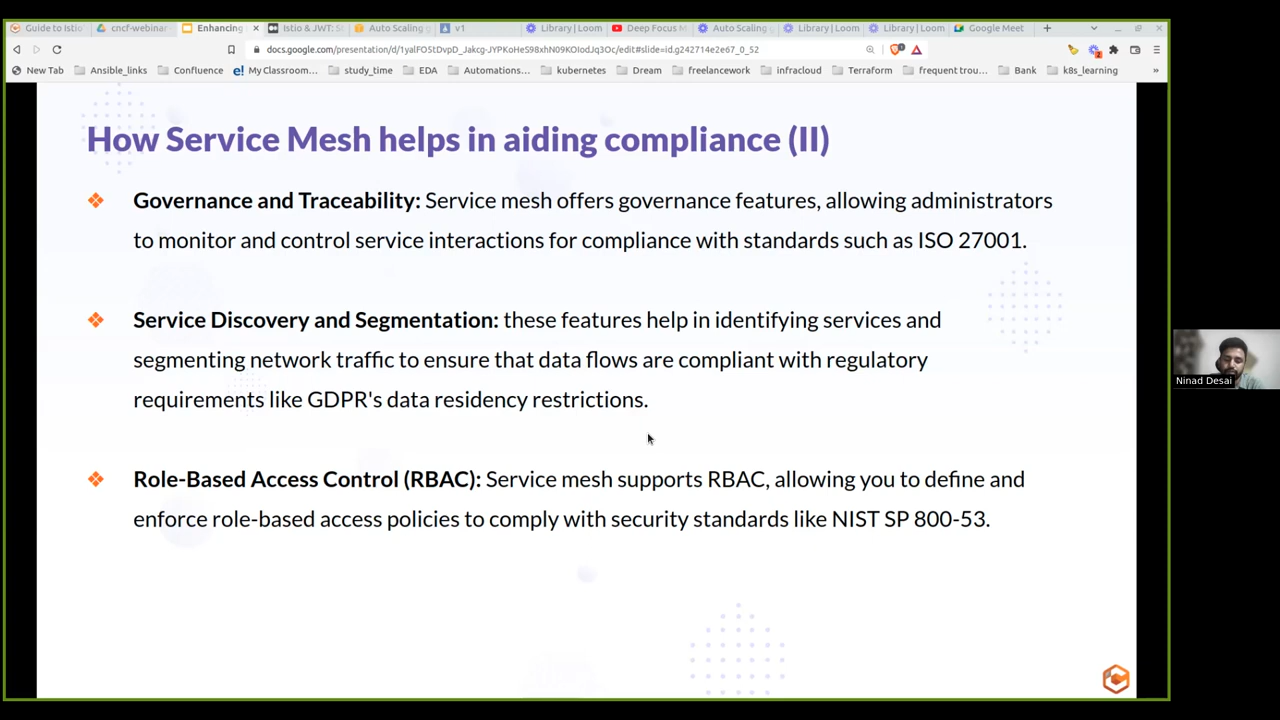 Guide to Istio
cncf-webinar
Enhancing
Istio & JWT: S
Auto Scaling
v1
Library | Loom
Deep Focus M
Auto Scaling
Library | Loom
Library | Loom
Google Meet
docs.google.com/presentation/d/1yalFOStDvpD_Jakcg-JYPKoHeS98xhN09KOIodJq3Oc/edit#slide=id.g242714e2e67_0_52
New Tab
Ansible_links
Confluence
My Classroom...
study_time
EDA
Automations...
kubernetes
Dream
freelancework
infracloud
Terraform
frequent trou...
Bank
k8s_learning
»
How Service Mesh helps in aiding compliance (II)
Governance and Traceability: Service mesh offers governance features, allowing administrators
to monitor and control service interactions for compliance with standards such as ISO 27001.
Service Discovery and Segmentation: these features help in identifying services and
segmenting network traffic to ensure that data flows are compliant with regulatory
requirements like GDPR's data residency restrictions.
Role-Based Access Control (RBAC): Service mesh supports RBAC, allowing you to define and
enforce role-based access policies to comply with security standards like NIST SP 800-53.
Ninad Desai